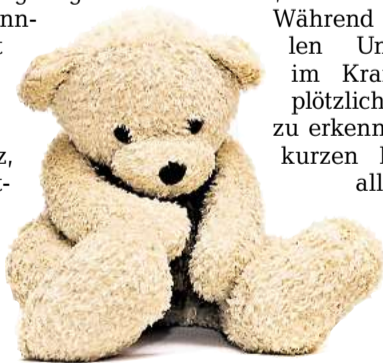 nn-
t
z,
t-
Während
len Un
im Kra
plötzlich
zu erkenn
kurzen
all